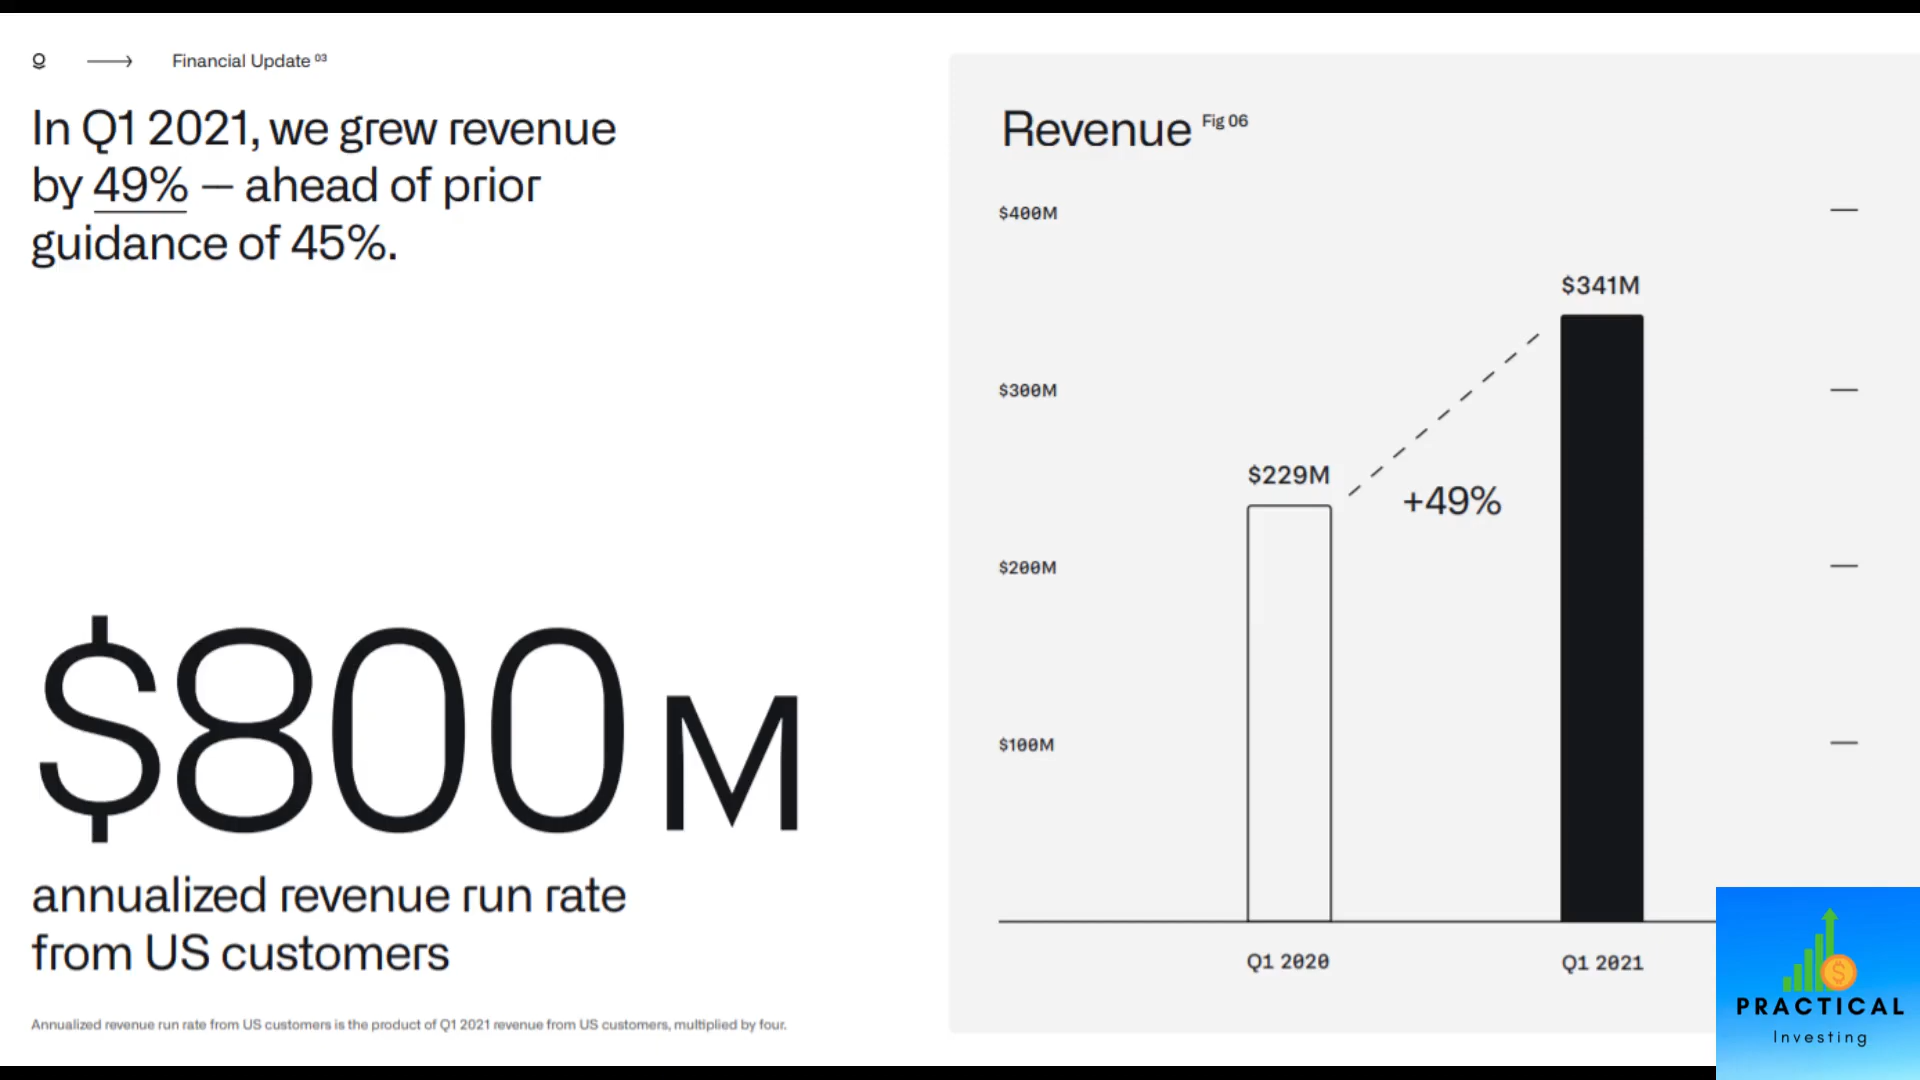 Financial Update 03
In Q1 2021, we grew revenue
by 49% — ahead of prior
guidance of 45%.
$800M
annualized revenue run rate
from US customers
Annualized revenue run rate from US customers is the product of Q1 2021 revenue from US customers, multiplied by four.
Revenue Fig 06
$400M
$341M
$300M
$229M
+49%
$200M
$100M
Q1 2020
Q1 2021
PRACTICAL
Investing